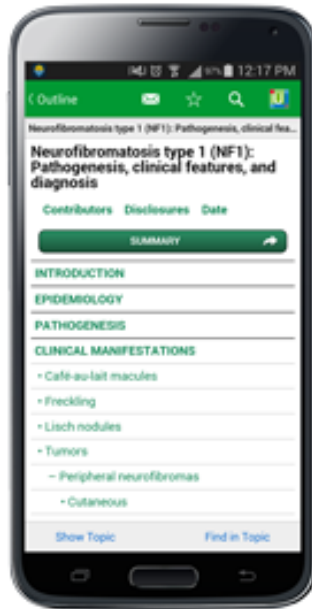 97% 12:17 PM
< Outline
Neurofibromatosis type 1 (NF1): Pathogenesis, clinical fea...
Neurofibromatosis type 1 (NF1):
Pathogenesis, clinical features, and
diagnosis
Contributors Disclosures Date
SUMMARY
INTRODUCTION
EPIDEMIOLOGY
PATHOGENESIS
CLINICAL MANIFESTATIONS
• Café-au-lait macules
• Freckling
• Lisch nodules
• Tumors
– Peripheral neurofibromas
• Cutaneous
Show Topic Find in Topic